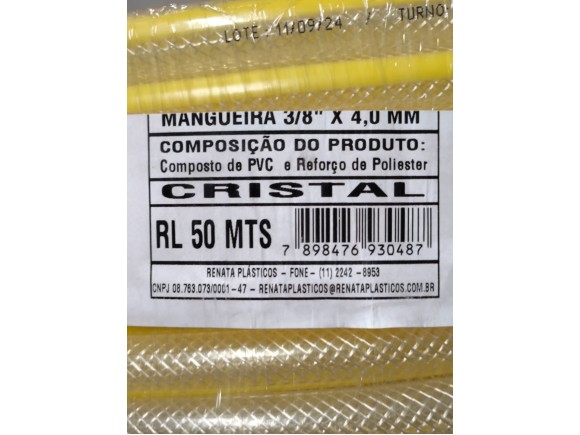 LOTE: 11/09/24 / TURNO
MANGUEIRA 3/8" X 4,0 MM
COMPOSIÇÃO DO PRODUTO:
Composto de PVC e Reforço de Poliester
CRISTAL
RL 50 MTS
7 898476 930487
RENATA PLÁSTICOS - FONE - (11) 2242 - 8953
CNPJ 08.763.073/0001 - 47 - RENATAPLASTICOS@RENATAPLASTICOS.COM.BR